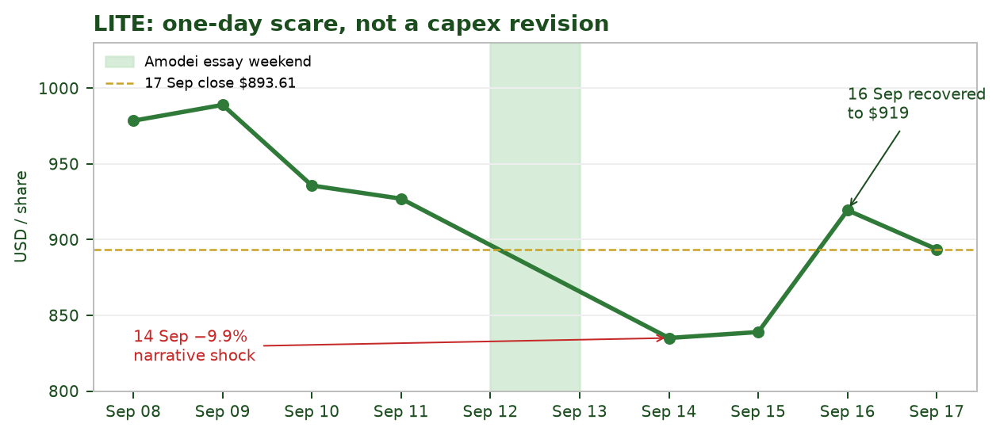 LITE: one-day scare, not a capex revision
Amodei essay weekend
17 Sep close $893.61
16 Sep recovered
to $919
14 Sep −9.9%
narrative shock
USD / share
1000
950
900
850
800
Sep 08
Sep 09
Sep 10
Sep 11
Sep 12
Sep 13
Sep 14
Sep 15
Sep 16
Sep 17